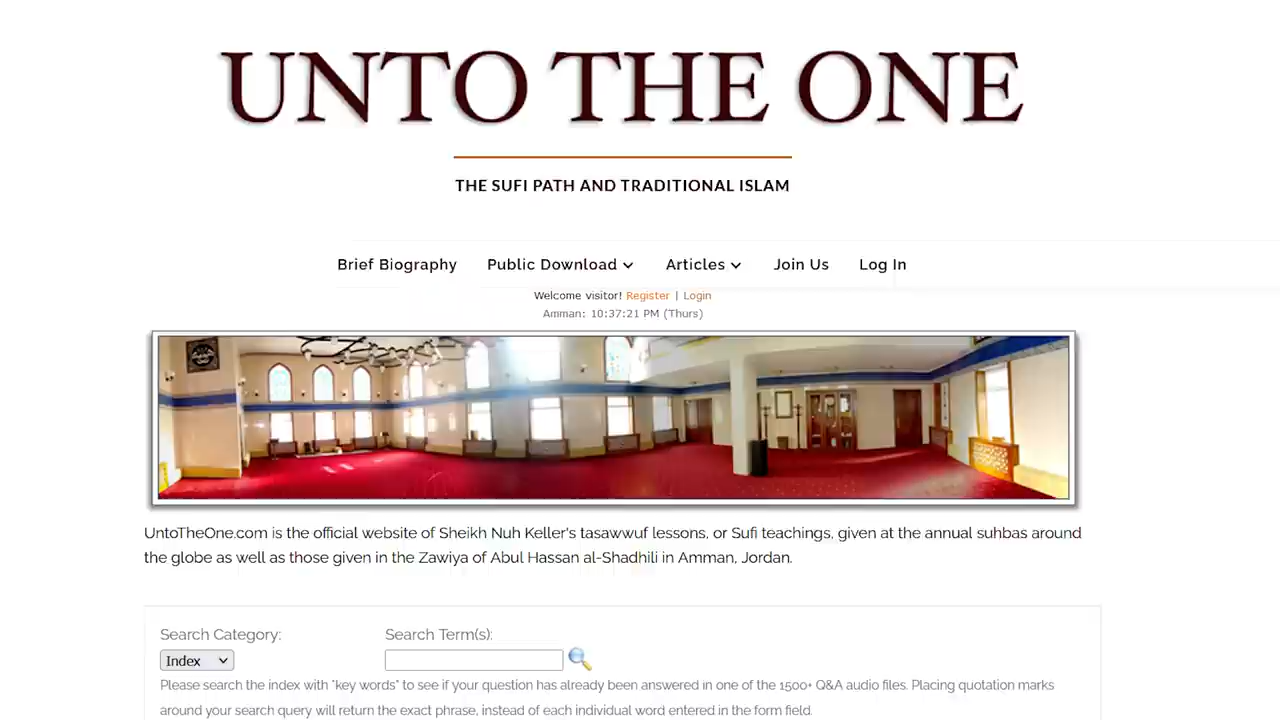 UNTO THE ONE
THE SUFI PATH AND TRADITIONAL ISLAM
Brief Biography Public Download Articles Join Us Log In
Welcome visitor! Register | Login
Amman: 10:37:21 PM (Thurs)
UntoTheOne.com is the official website of Sheikh Nuh Keller's tasawwuf lessons, or Sufi teachings, given at the annual suhbas around
the globe as well as those given in the Zawiya of Abul Hassan al-Shadhili in Amman, Jordan.
Search Category: Search Term(s):
Index
Please search the index with "key words" to see if your question has already been answered in one of the 1500+ Q&A audio files. Placing quotation marks
around your search query will return the exact phrase, instead of each individual word entered in the form field.